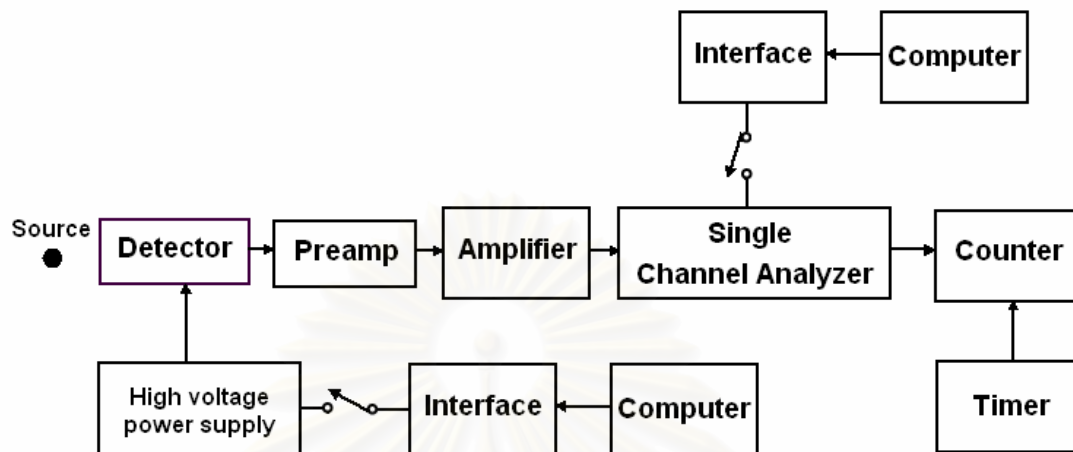 Interface
Computer
Source
Detector
Preamp
Amplifier
Single
Channel Analyzer
Counter
High voltage
power supply
Interface
Computer
Timer